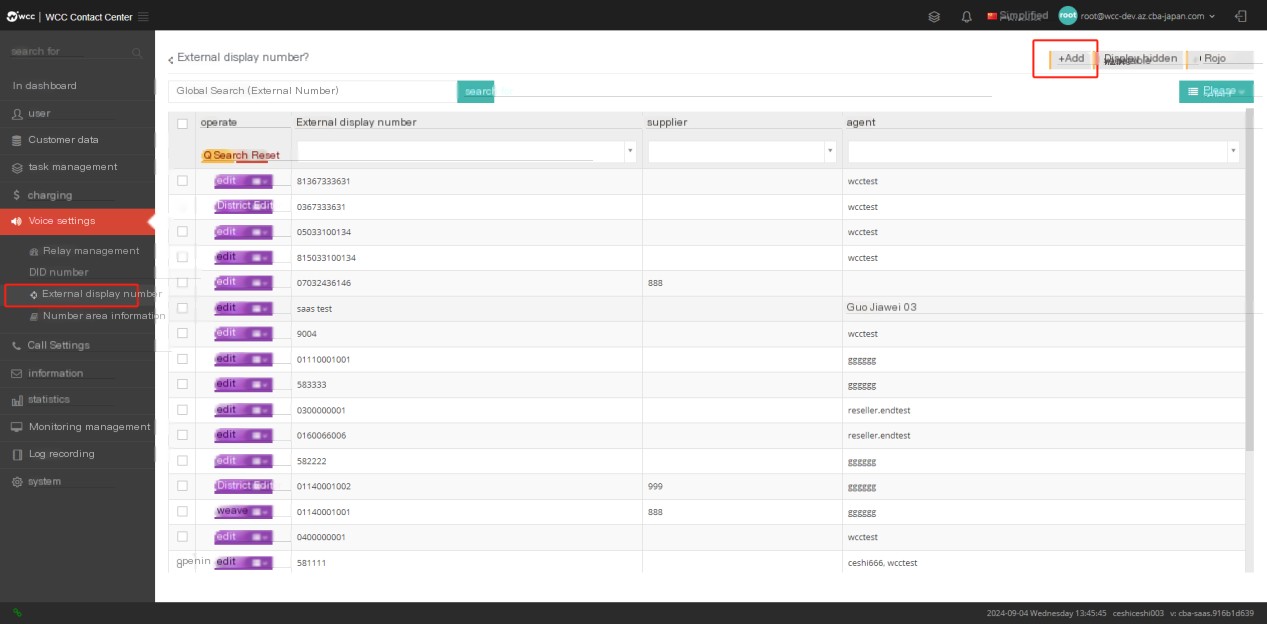 wcc | WCC Contact Center
Simplified
root root@wcc-dev.az.cba-japan.com
search for
In dashboard
user
Customer data
task management
$ charging
Voice settings
Relay management
DID number
External display number
Number area information
Call Settings
information
statistics
Monitoring management
Log recording
system
External display number?
+Add
Display hidden
Rojo
Global Search (External Number)
search
Please
operate External display number supplier agent
Q Search Reset
edit 81367333631 wcctest
District Edit 0367333631 wcctest
edit 05033100134 wcctest
edit 815033100134 wcctest
edit 07032436146 888
edit saas test Guo Jiawei 03
edit 9004 wcctest
edit 01110001001 gggggg
edit 583333 gggggg
edit 0300000001 reseller.endtest
edit 0160066006 reseller.endtest
edit 582222 gggggg
District Edit 01140001002 999 gggggg
weave 01140001001 888 gggggg
edit 0400000001 wcctest
openin edit 581111 ceshi666, wcctest
2024-09-04 Wednesday 13:45:45 ceshiceshi003 v: cba-saas.916b1d639